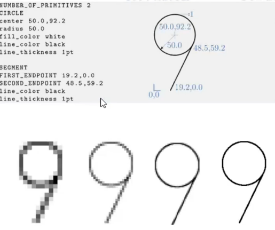 NUMBER_OF_PRIMITIVES 2
CIRCLE
center 50.0,92.2
radius 50.0
fill_color white
line_color black
line_thickness 1pt
SEGMENT
FIRST_ENDPOINT 19.2,0.0
SECOND_ENDPOINT 48.5,59.2
line_color black
line_thickness 1pt
50.0,92.2
50.0
48.5,59.2
19.2,0.0
0,0